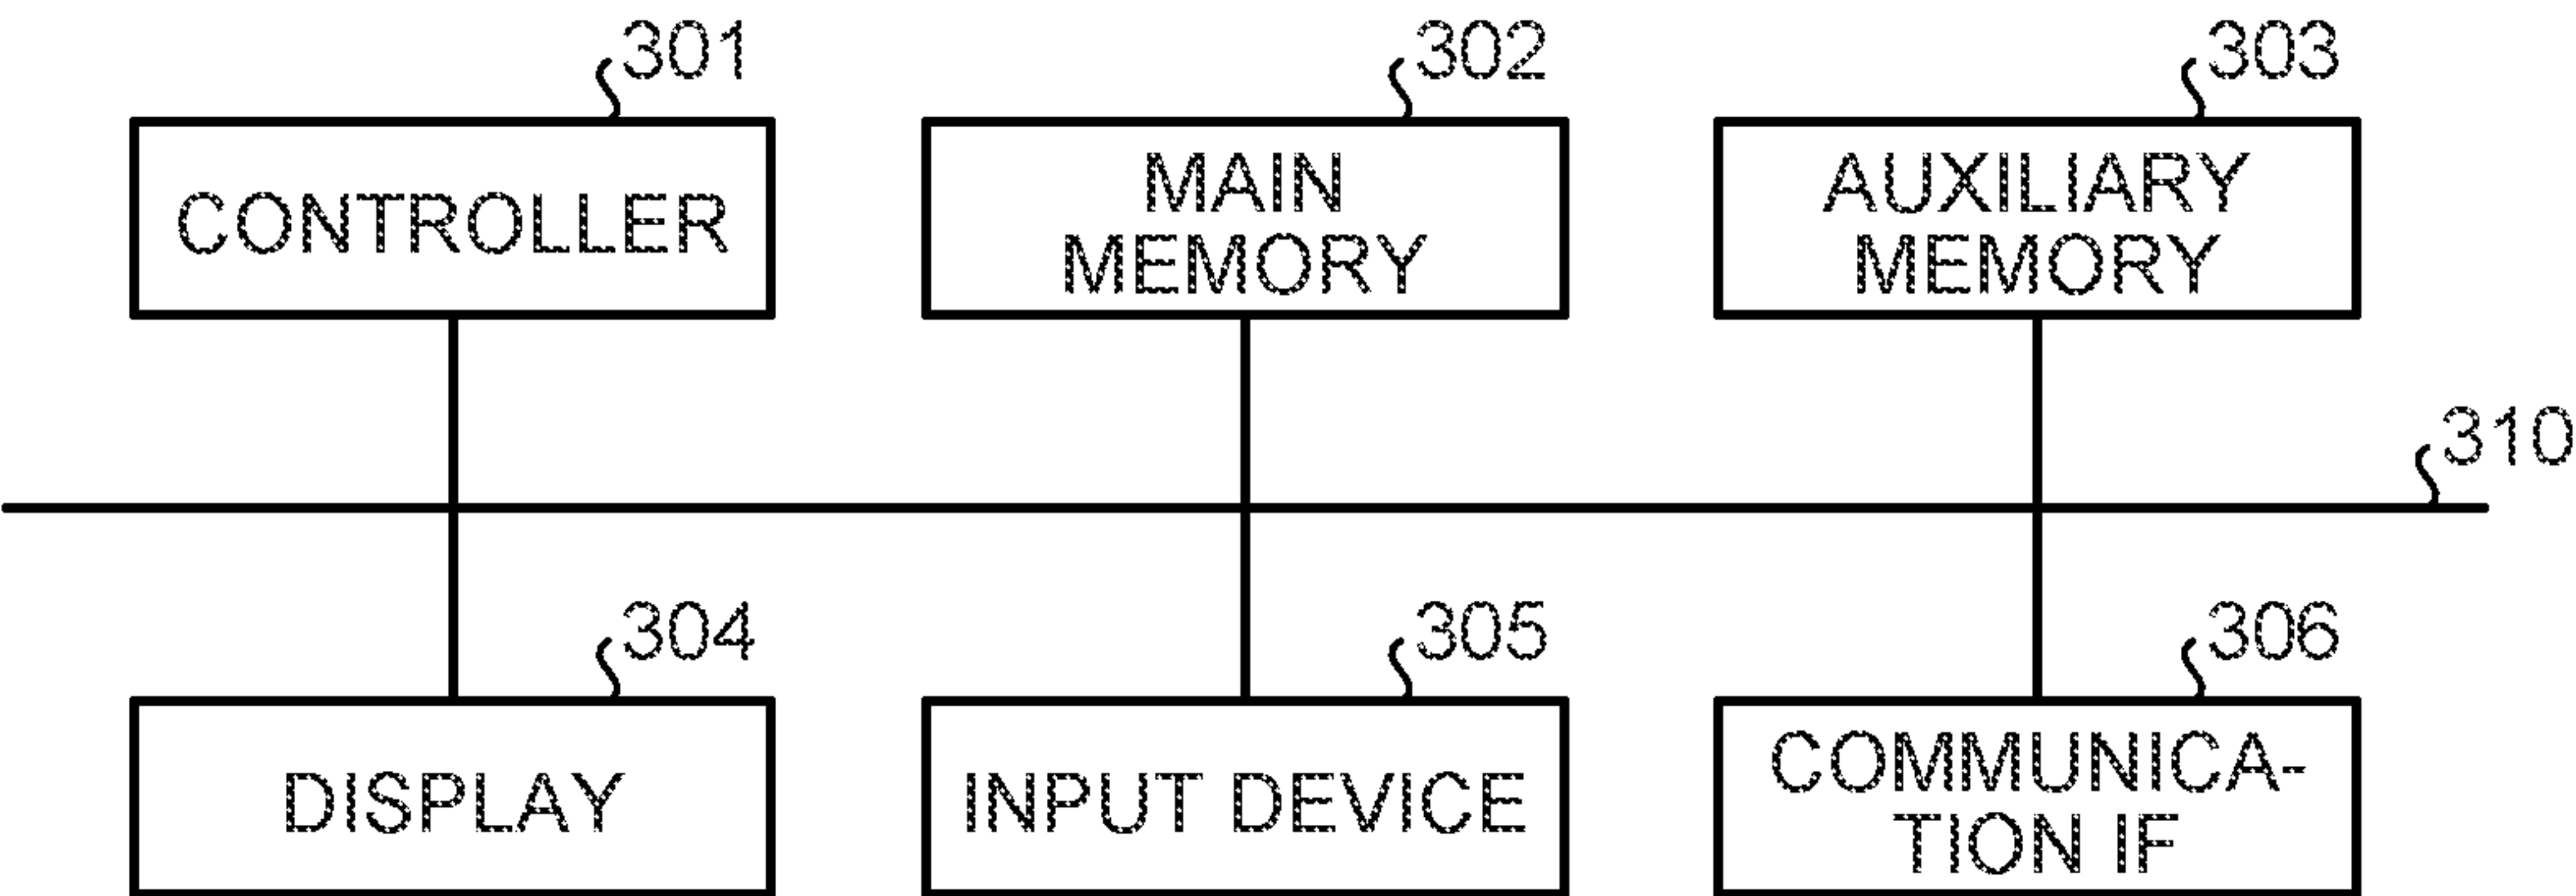 301
302
303
CONTROLLER
MAIN
MEMORY
AUXILIARY
MEMORY
310
304
305
306
DISPLAY
INPUT DEVICE
COMMUNICA-
TION IF